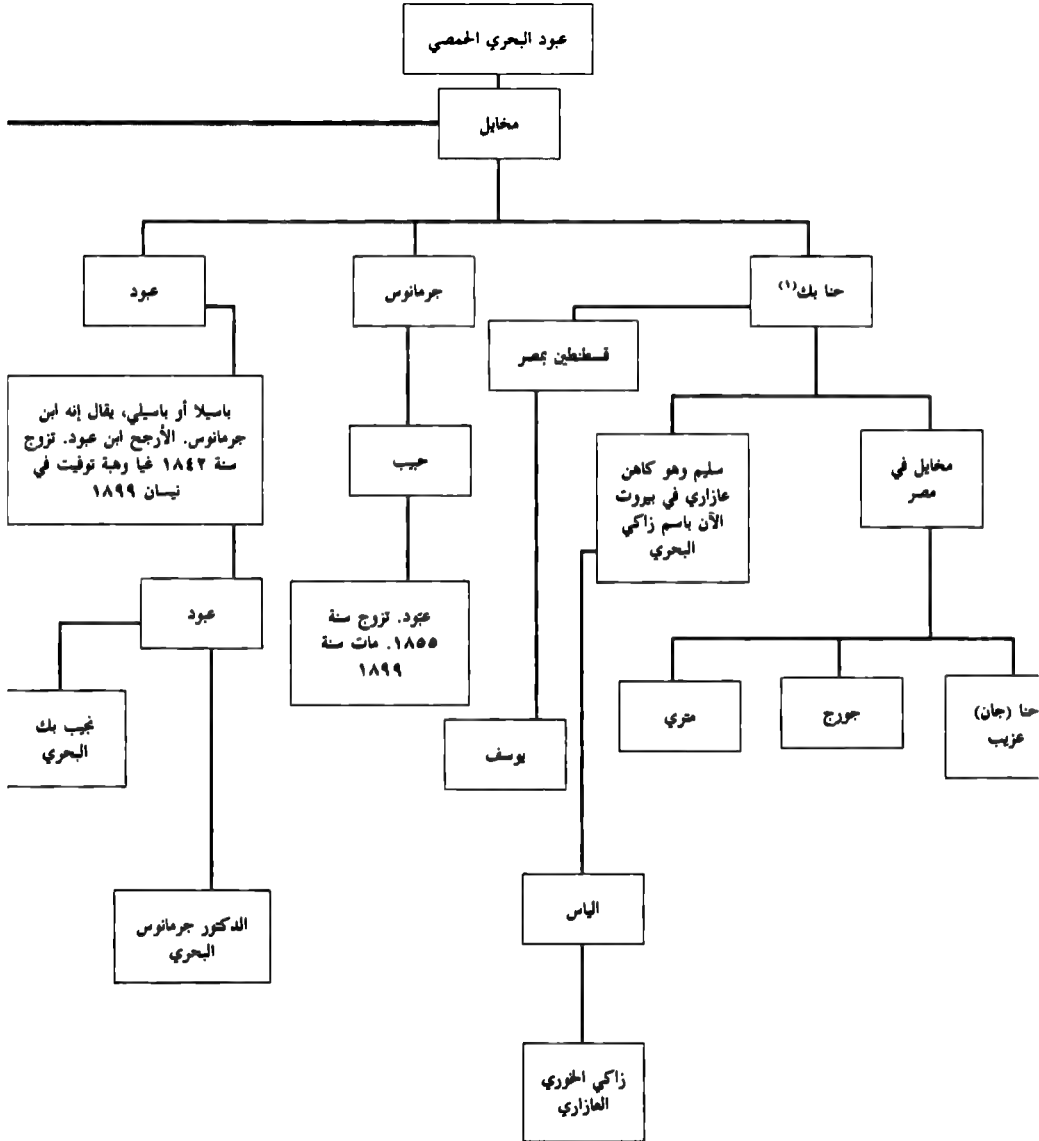 عبود البحري الحمصي
مخايل
حنا بك(١)
جرمانوس
عبود
قسطنطين بمصر
باسيلا أو باسيلي، يقال إنه ابن
جرمانوس. الأرجح ابن عبود. تزوج
سنة ١٨٤٢ غيا وهبة توفيت في
نيسان ١٨٩٩
حبيب
سليم وهو كاهن
عازاري في بيروت
الآن باسم زاكي
البحري
مخايل في
مصر
عبود
عبّود. تزوج سنة
١٨٥٥. مات سنة
١٨٩٩
حنا (جان)
عزيب
جورج
متري
يوسف
نجيب بك
البحري
الياس
الدكتور جرمانوس
البحري
زاكي الخوري
العازاري